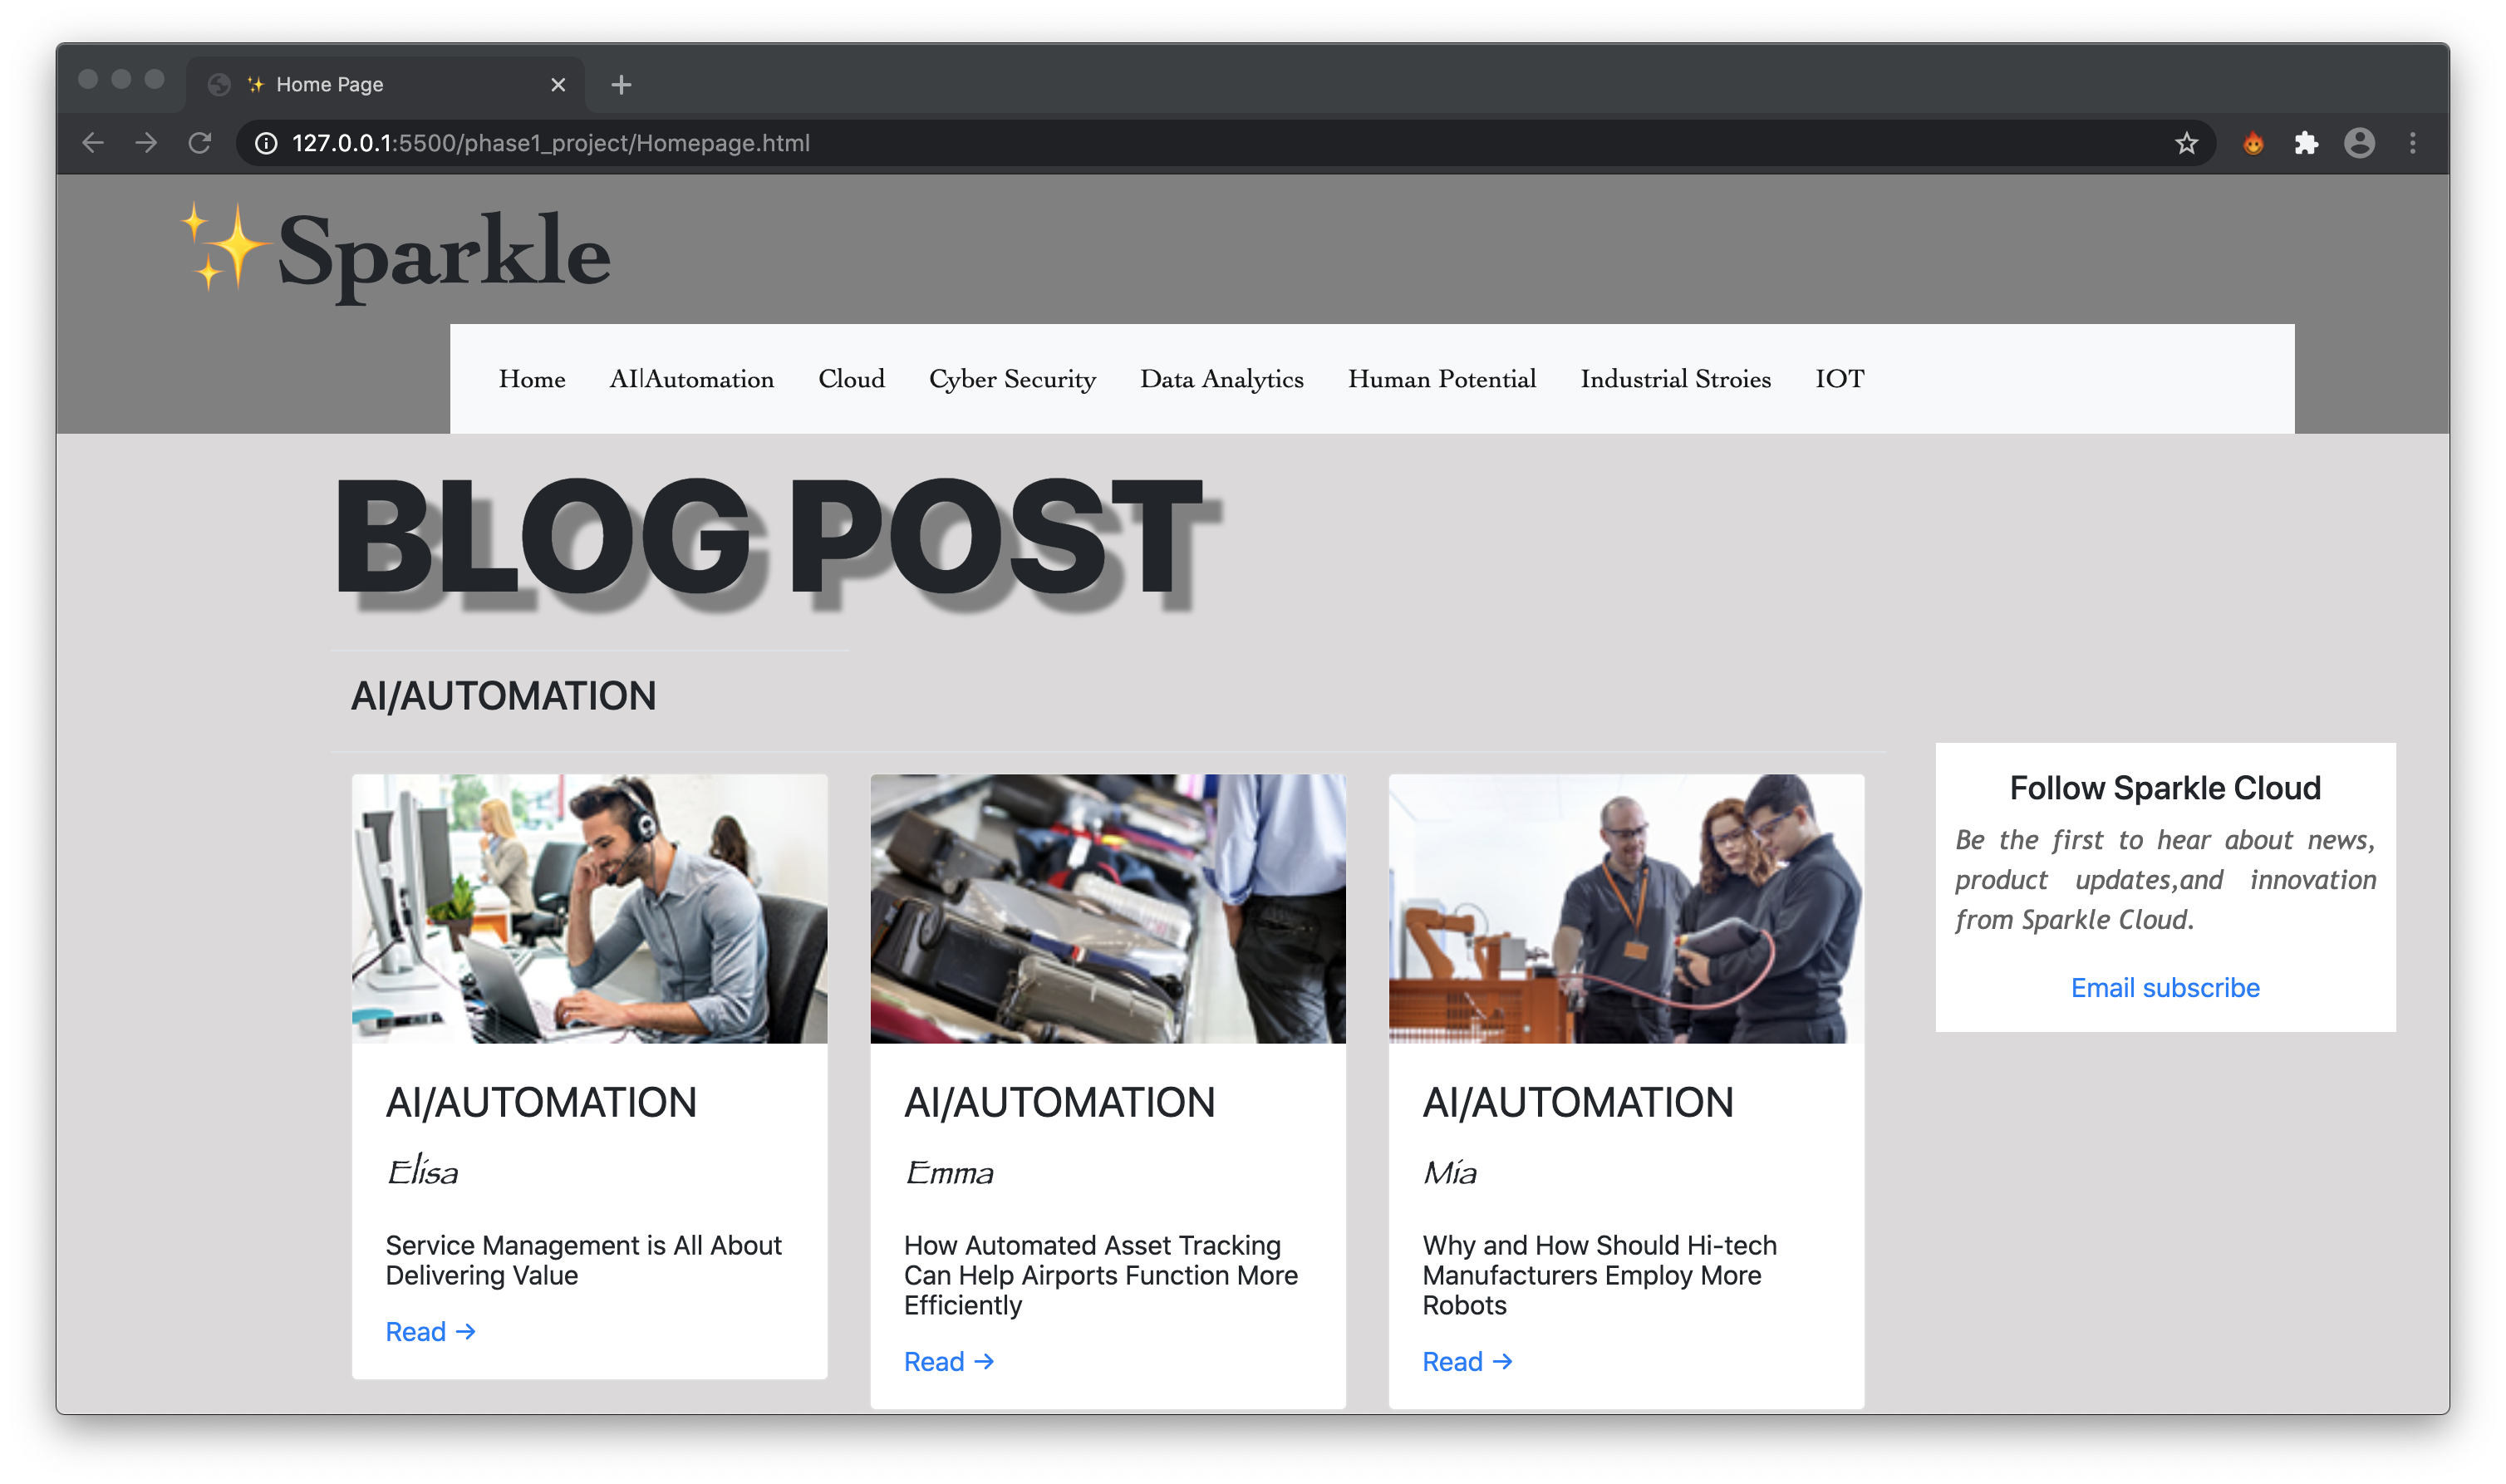 ✨ Home Page
127.0.0.1:5500/phase1_project/Homepage.html
✨Sparkle
Home AI|Automation Cloud Cyber Security Data Analytics Human Potential Industrial Stroies IOT
BLOG POST
AI/AUTOMATION
AI/AUTOMATION
Elisa
Service Management is All About
Delivering Value
Read →
AI/AUTOMATION
Emma
How Automated Asset Tracking
Can Help Airports Function More
Efficiently
Read →
AI/AUTOMATION
Mia
Why and How Should Hi-tech
Manufacturers Employ More
Robots
Read →
Follow Sparkle Cloud
Be the first to hear about news,
product updates,and innovation
from Sparkle Cloud.
Email subscribe